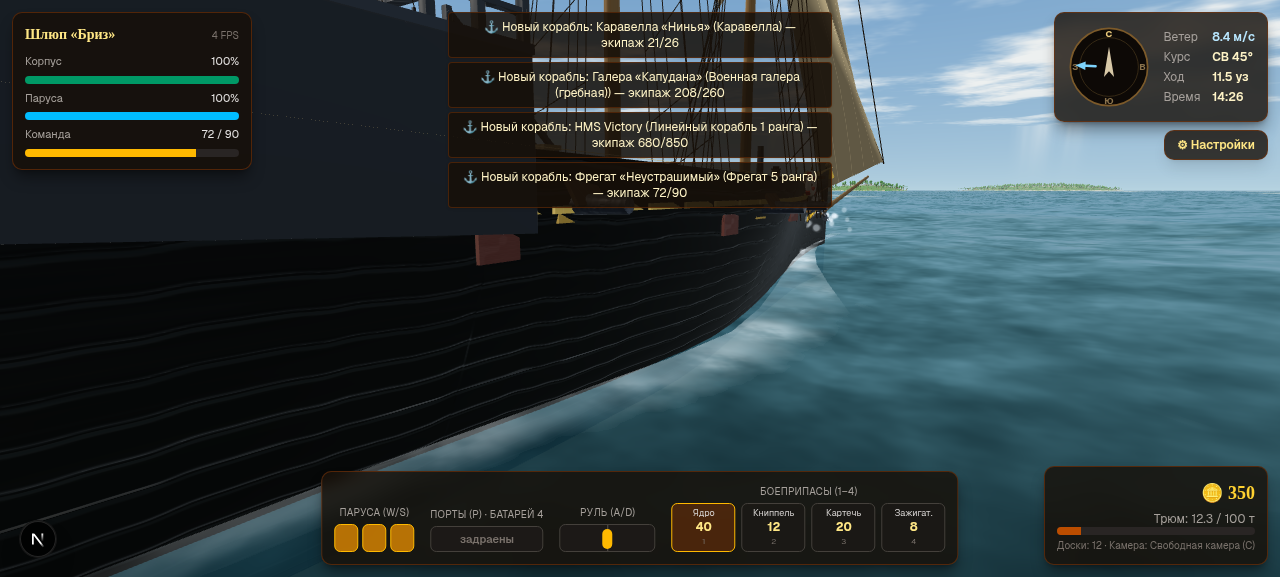 Шлюп «Бриз»
4 FPS
Корпус 100%
Паруса 100%
Команда 72 / 90
⚓ Новый корабль: Каравелла «Нинья» (Каравелла) —
экипаж 21/26
⚓ Новый корабль: Галера «Капудана» (Военная галера
(гребная)) — экипаж 208/260
⚓ Новый корабль: HMS Victory (Линейный корабль 1 ранга) —
экипаж 680/850
⚓ Новый корабль: Фрегат «Неустрашимый» (Фрегат 5 ранга)
— экипаж 72/90
С
З В
Ю
Ветер 8.4 м/с
Курс СВ 45°
Ход 11.5 уз
Время 14:26
⚙ Настройки
ПАРУСА (W/S)
ПОРТЫ (P) · БАТАРЕЙ 4
задраены
РУЛЬ (A/D)
БОЕПРИПАСЫ (1–4)
Ядро
40
1
Книппель
12
2
Картечь
20
3
Зажигат.
8
4
350
Трюм: 12.3 / 100 т
Доски: 12 · Камера: Свободная камера (C)
N